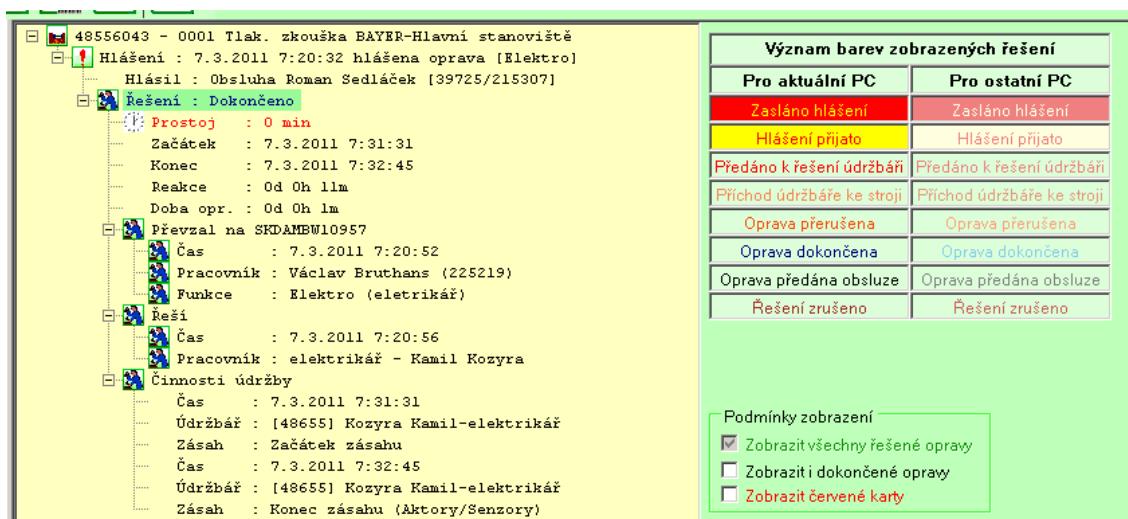 48556043 - 0001 Tlak. zkouška BAYER-Hlavní stanoviště
Hlášení : 7.3.2011 7:20:32 hlášena oprava [Elektro]
Hlásil : Obsluha Roman Sedláček [39725/215307]
Řešení : Dokončeno
Prostoj : 0 min
Začátek : 7.3.2011 7:31:31
Konec : 7.3.2011 7:32:45
Reakce : 0d 0h 11m
Doba opr. : 0d 0h 1m
Převzal na SKDAMBW10957
Čas : 7.3.2011 7:20:52
Pracovník : Václav Bruthans (225219)
Funkce : Elektro (eletrikář)
Řeší
Čas : 7.3.2011 7:20:56
Pracovník : elektrikář - Kamil Kozyra
Činnosti údržby
Čas : 7.3.2011 7:31:31
Údržbář : [48655] Kozyra Kamil-elektrikář
Zásah : Začátek zásahu
Čas : 7.3.2011 7:32:45
Údržbář : [48655] Kozyra Kamil-elektrikář
Zásah : Konec zásahu (Aktory/Senzory)
Význam barev zobrazených řešení
Pro aktuální PC Pro ostatní PC
Zasláno hlášení Zasláno hlášení
Hlášení přijato Hlášení přijato
Předáno k řešení údržbáři Předáno k řešení údržbáři
Příchod údržbáře ke stroji Příchod údržbáře ke stroji
Oprava přerušena Oprava přerušena
Oprava dokončena Oprava dokončena
Oprava předána obsluze Oprava předána obsluze
Řešení zrušeno Řešení zrušeno
Podmínky zobrazení
Zobrazit všechny řešené opravy
Zobrazit i dokončené opravy
Zobrazit červené karty